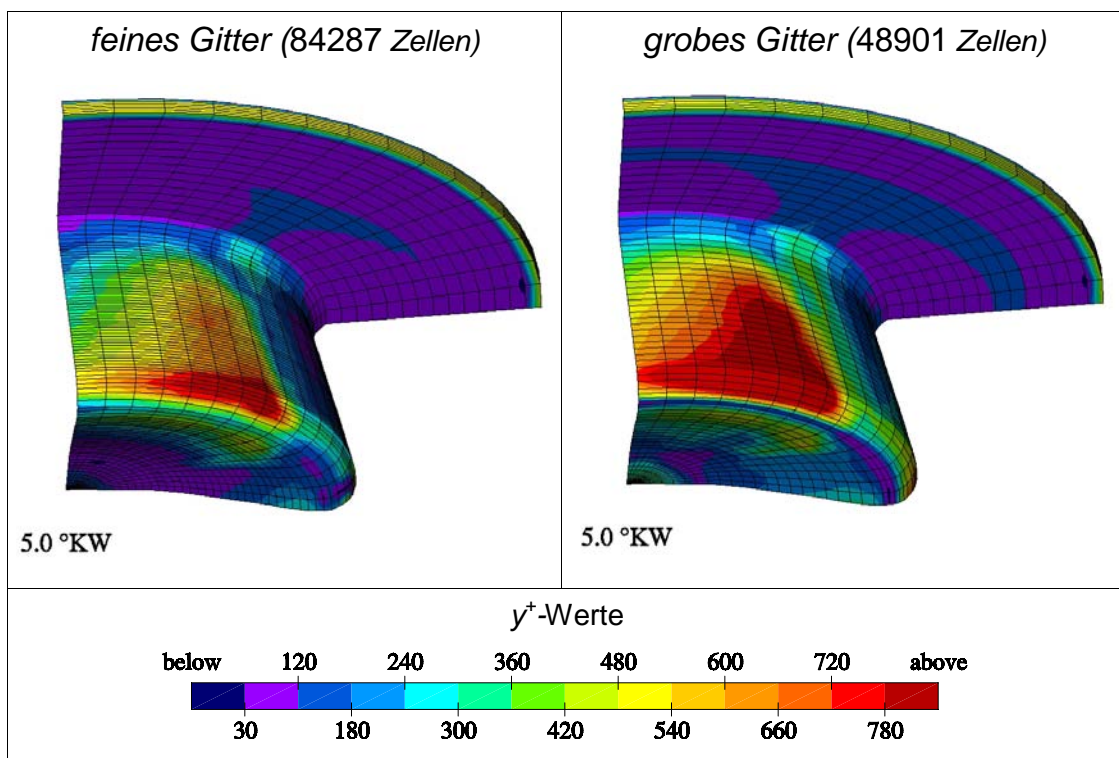 feines Gitter (84287 Zellen)
grobes Gitter (48901 Zellen)
5.0 °KW
5.0 °KW
y⁺-Werte
below 120 240 360 480 600 720 above
30 180 300 420 540 660 780